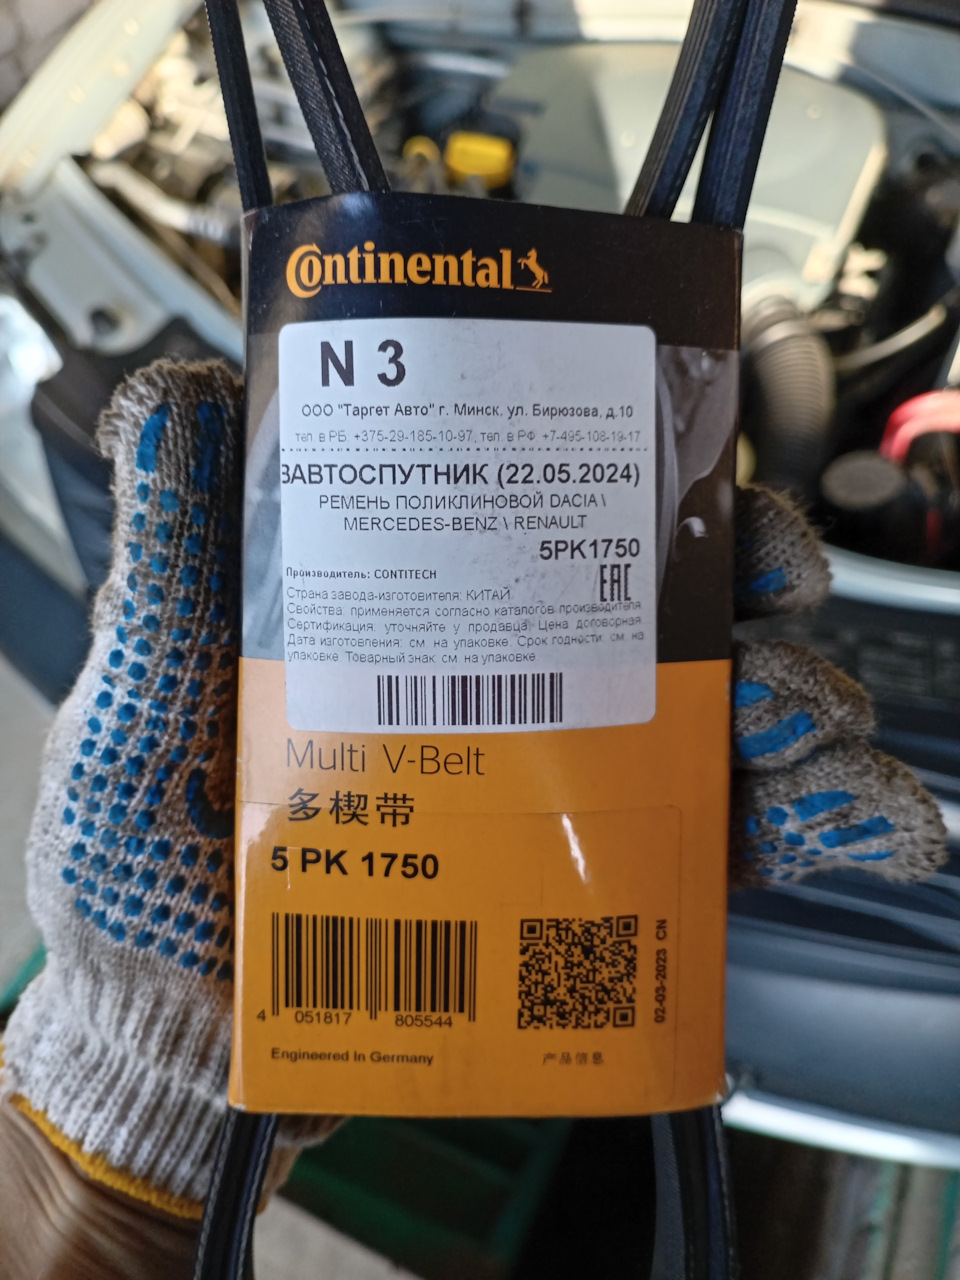 Continental
N 3
ООО "Таргет Авто" г. Минск, ул. Бирюзова, д.10
тел. в РБ: +375-29-185-10-97, тел. в РФ: +7-495-108-19-17
ЗАВТОСПУТНИК (22.05.2024)
РЕМЕНЬ ПОЛИКЛИНОВОЙ DACIA \
MERCEDES-BENZ \ RENAULT
5PK1750
Производитель: CONTITECH
EAC
Страна завода-изготовителя: КИТАЙ
Свойства: применяется согласно каталогов производителя.
Сертификация: уточняйте у продавца. Цена договорная.
Дата изготовления: см. на упаковке. Срок годности: см. на
упаковке. Товарный знак: см. на упаковке.
Multi V-Belt
多楔带
5 PK 1750
4 051817 805544
02-03-2023 CN
Engineered In Germany
产品信息